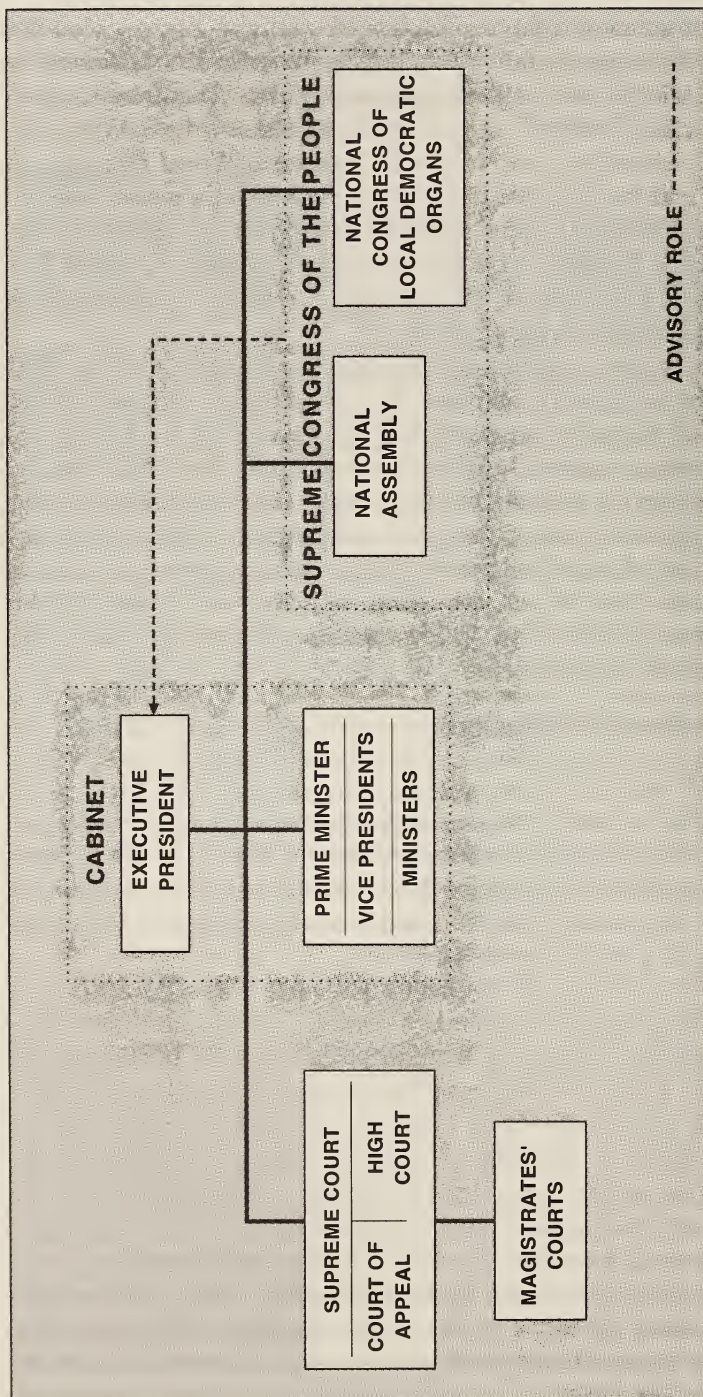 CABINET
EXECUTIVE
PRESIDENT
PRIME MINISTER
VICE PRESIDENTS
MINISTERS
SUPREME COURT
COURT OF
APPEAL
HIGH
COURT
MAGISTRATES'
COURTS
SUPREME CONGRESS OF THE PEOPLE
NATIONAL
ASSEMBLY
NATIONAL
CONGRESS OF
LOCAL DEMOCRATIC
ORGANS
ADVISORY ROLE